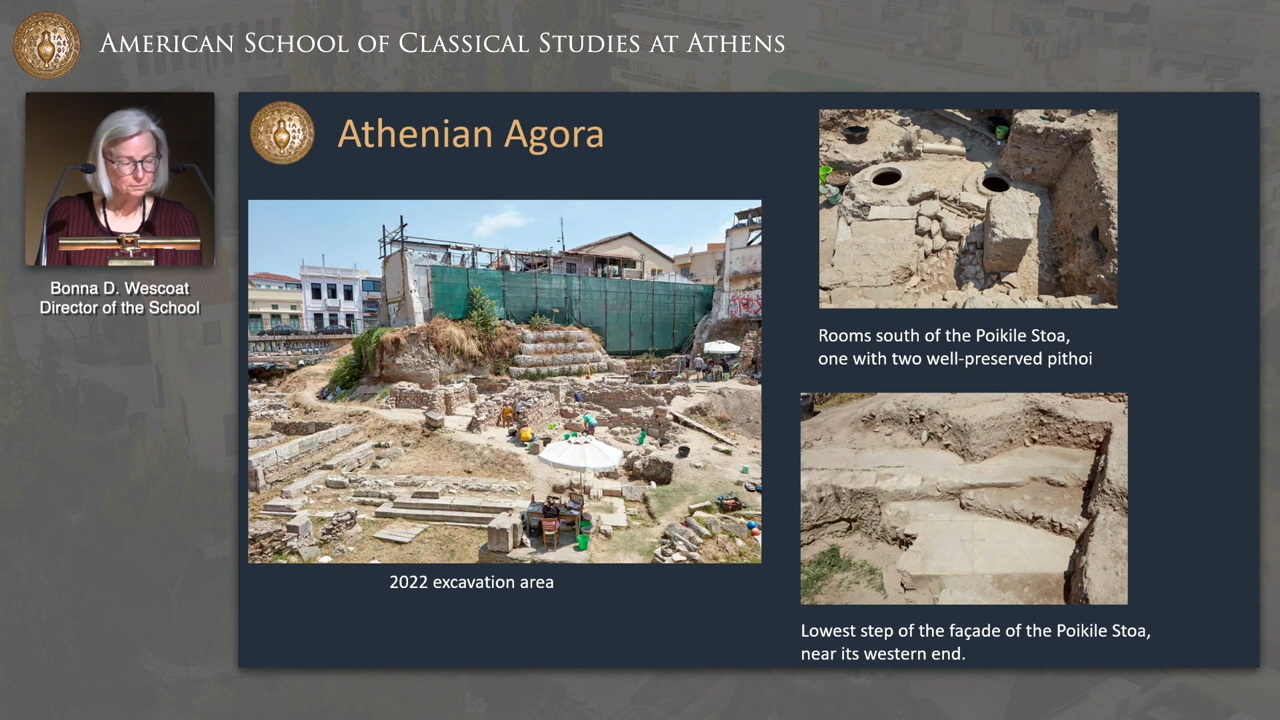 American School of Classical Studies at Athens
Bonna D. Wescoat
Director of the School
Athenian Agora
2022 excavation area
Rooms south of the Poikile Stoa,
one with two well-preserved pithoi
Lowest step of the façade of the Poikile Stoa,
near its western end.